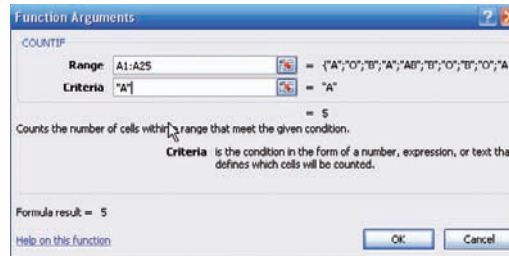 Function Arguments
COUNTIF
Range A1:A25 = {"A";"O";"B";"A";"AB";"B";"O";"B";"O";"A
Criteria "A" = "A"
= 5
Counts the number of cells within a range that meet the given condition.
Criteria is the condition in the form of a number, expression, or text tha
defines which cells will be counted.
Formula result = 5
Help on this function
OK Cancel